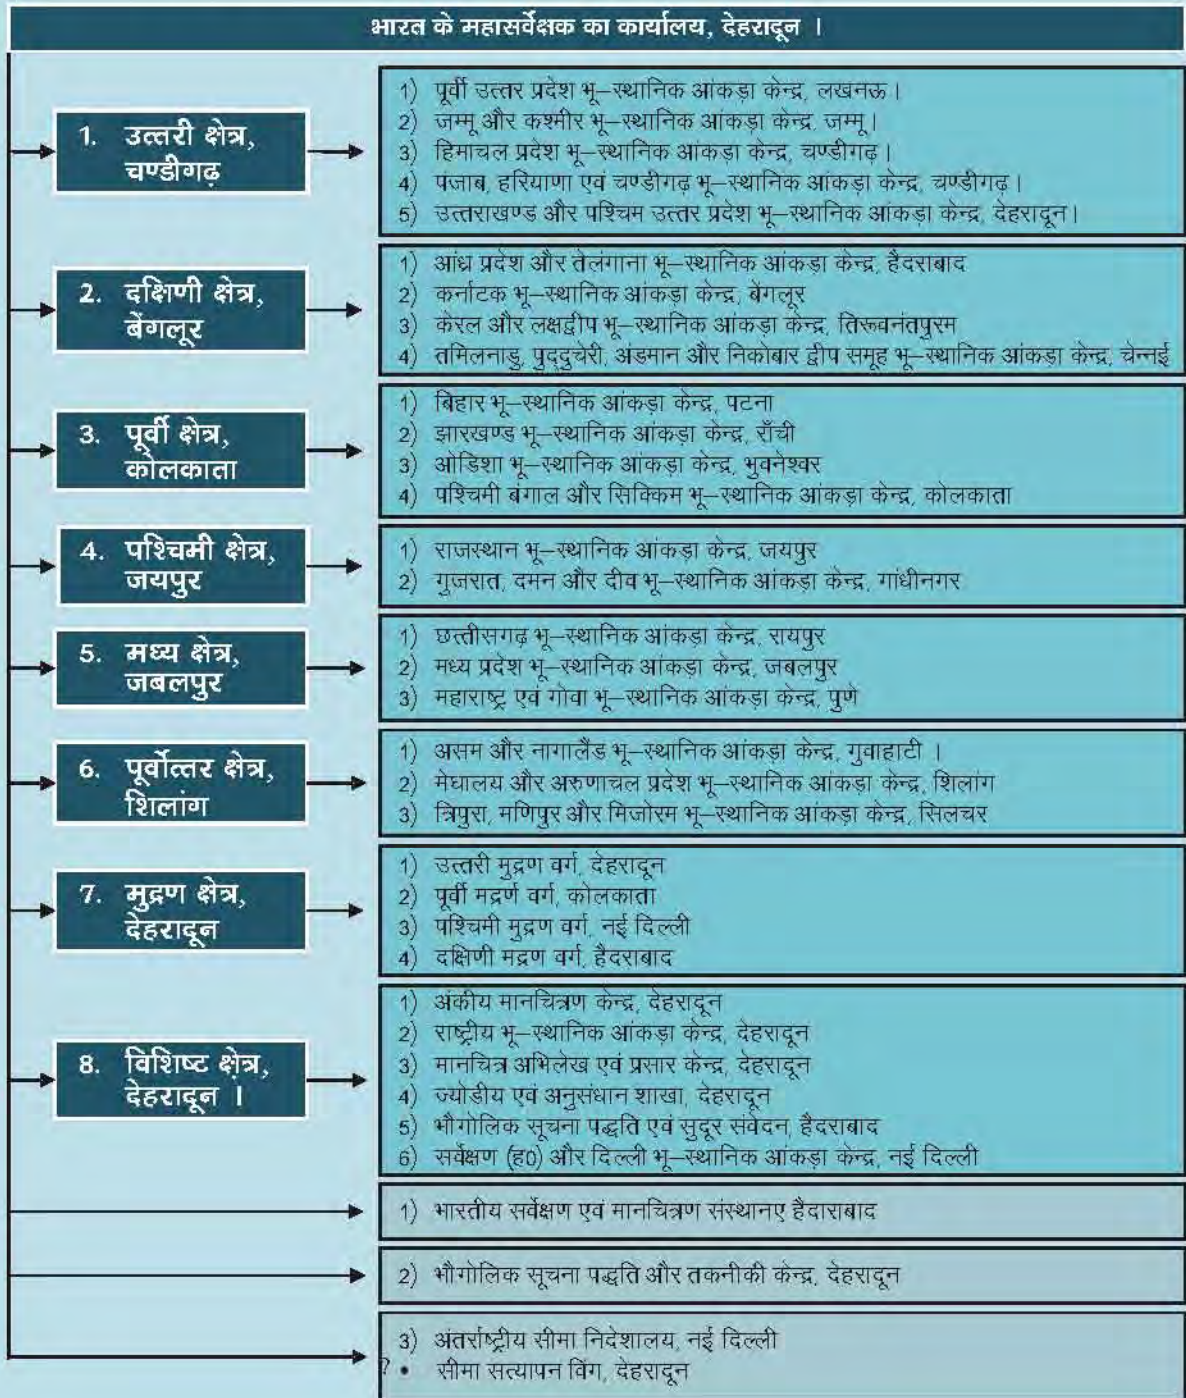 भारत के महासर्वेक्षक का कार्यालय, देहरादून ।
1. उत्तरी क्षेत्र,
चण्डीगढ़
1) पूर्वी उत्तर प्रदेश भू–स्थानिक आंकड़ा केन्द्र, लखनऊ।
2) जम्मू और कश्मीर भू–स्थानिक आंकड़ा केन्द्र, जम्मू।
3) हिमाचल प्रदेश भू–स्थानिक आंकड़ा केन्द्र, चण्डीगढ़।
4) पंजाब, हरियाणा एवं चण्डीगढ़ भू–स्थानिक आंकड़ा केन्द्र, चण्डीगढ़।
5) उत्तराखण्ड और पश्चिम उत्तर प्रदेश भू–स्थानिक आंकड़ा केन्द्र, देहरादून।
2. दक्षिणी क्षेत्र,
बेंगलूर
1) आंध्र प्रदेश और तेलंगाना भू–स्थानिक आंकड़ा केन्द्र, हैदराबाद
2) कर्नाटक भू–स्थानिक आंकड़ा केन्द्र, बेंगलूर
3) केरल और लक्षद्वीप भू–स्थानिक आंकड़ा केन्द्र, तिरूवनंतपुरम
4) तमिलनाडु, पुद्दुचेरी, अंडमान और निकोबार द्वीप समूह भू–स्थानिक आंकड़ा केन्द्र, चेन्नई
3. पूर्वी क्षेत्र,
कोलकाता
1) बिहार भू–स्थानिक आंकड़ा केन्द्र, पटना
2) झारखण्ड भू–स्थानिक आंकड़ा केन्द्र, राँची
3) ओडिशा भू–स्थानिक आंकड़ा केन्द्र, भुवनेश्वर
4) पश्चिमी बंगाल और सिक्किम भू–स्थानिक आंकड़ा केन्द्र, कोलकाता
4. पश्चिमी क्षेत्र,
जयपुर
1) राजस्थान भू–स्थानिक आंकड़ा केन्द्र, जयपुर
2) गुजरात, दमन और दीव भू–स्थानिक आंकड़ा केन्द्र, गांधीनगर
5. मध्य क्षेत्र,
जबलपुर
1) छत्तीसगढ़ भू–स्थानिक आंकड़ा केन्द्र, रायपुर
2) मध्य प्रदेश भू–स्थानिक आंकड़ा केन्द्र, जबलपुर
3) महाराष्ट्र एवं गोवा भू–स्थानिक आंकड़ा केन्द्र, पुणे
6. पूर्वोत्तर क्षेत्र,
शिलांग
1) असम और नागालैंड भू–स्थानिक आंकड़ा केन्द्र, गुवाहाटी ।
2) मेघालय और अरुणाचल प्रदेश भू–स्थानिक आंकड़ा केन्द्र, शिलांग
3) त्रिपुरा, मणिपुर और मिजोरम भू–स्थानिक आंकड़ा केन्द्र, सिलचर
7. मुद्रण क्षेत्र,
देहरादून
1) उत्तरी मुद्रण वर्ग, देहरादून
2) पूर्वी मद्रर्ण वर्ग, कोलकाता
3) पश्चिमी मुद्रण वर्ग, नई दिल्ली
4) दक्षिणी मद्रण वर्ग, हैदराबाद
8. विशिष्ट क्षे़त्र,
देहरादून ।
1) अंकीय मानचित्रण केन्द्र, देहरादून
2) राष्ट्रीय भू–स्थानिक आंकड़ा केन्द्र, देहरादून
3) मानचित्र अभिलेख एवं प्रसार केन्द्र, देहरादून
4) ज्योडीय एवं अनुसंधान शाखा, देहरादून
5) भौगोलिक सूचना पद्धति एवं सुदूर संवेदन, हैदराबाद
6) सर्वेक्षण (ह0) और दिल्ली भू–स्थानिक आंकड़ा केन्द्र, नई दिल्ली
1) भारतीय सर्वेक्षण एवं मानचित्रण संस्थानए हैदाराबाद
2) भौगोलिक सूचना पद्धति और तकनीकी केन्द्र, देहरादून
3) अंतर्राष्ट्रीय सीमा निदेशालय, नई दिल्ली
• सीमा सत्यापन विंग, देहरादून